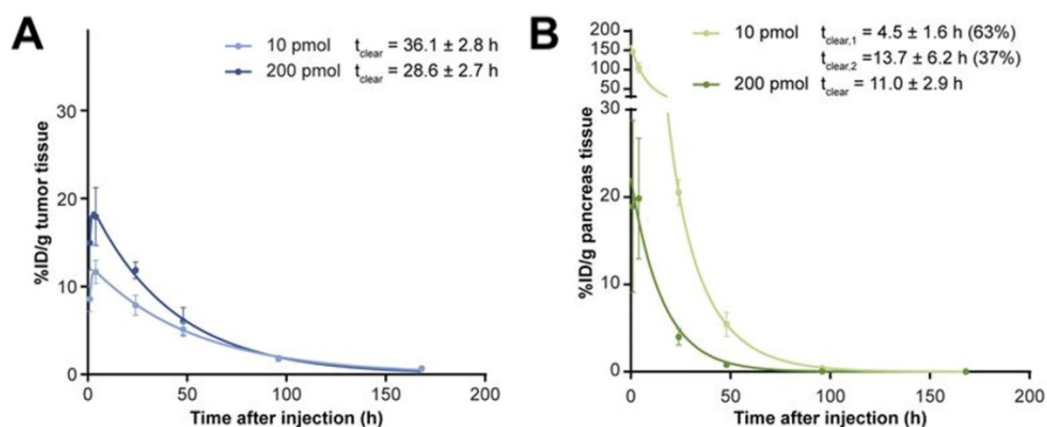 A
10 pmol t_clear = 36.1 ± 2.8 h
200 pmol t_clear = 28.6 ± 2.7 h
%ID/g tumor tissue
30
20
10
0
0 50 100 150 200
Time after injection (h)
B
10 pmol t_clear,1 = 4.5 ± 1.6 h (63%)
t_clear,2 =13.7 ± 6.2 h (37%)
200 pmol t_clear = 11.0 ± 2.9 h
%ID/g pancreas tissue
200
150
100
50
30
20
10
0
0 50 100 150 200
Time after injection (h)